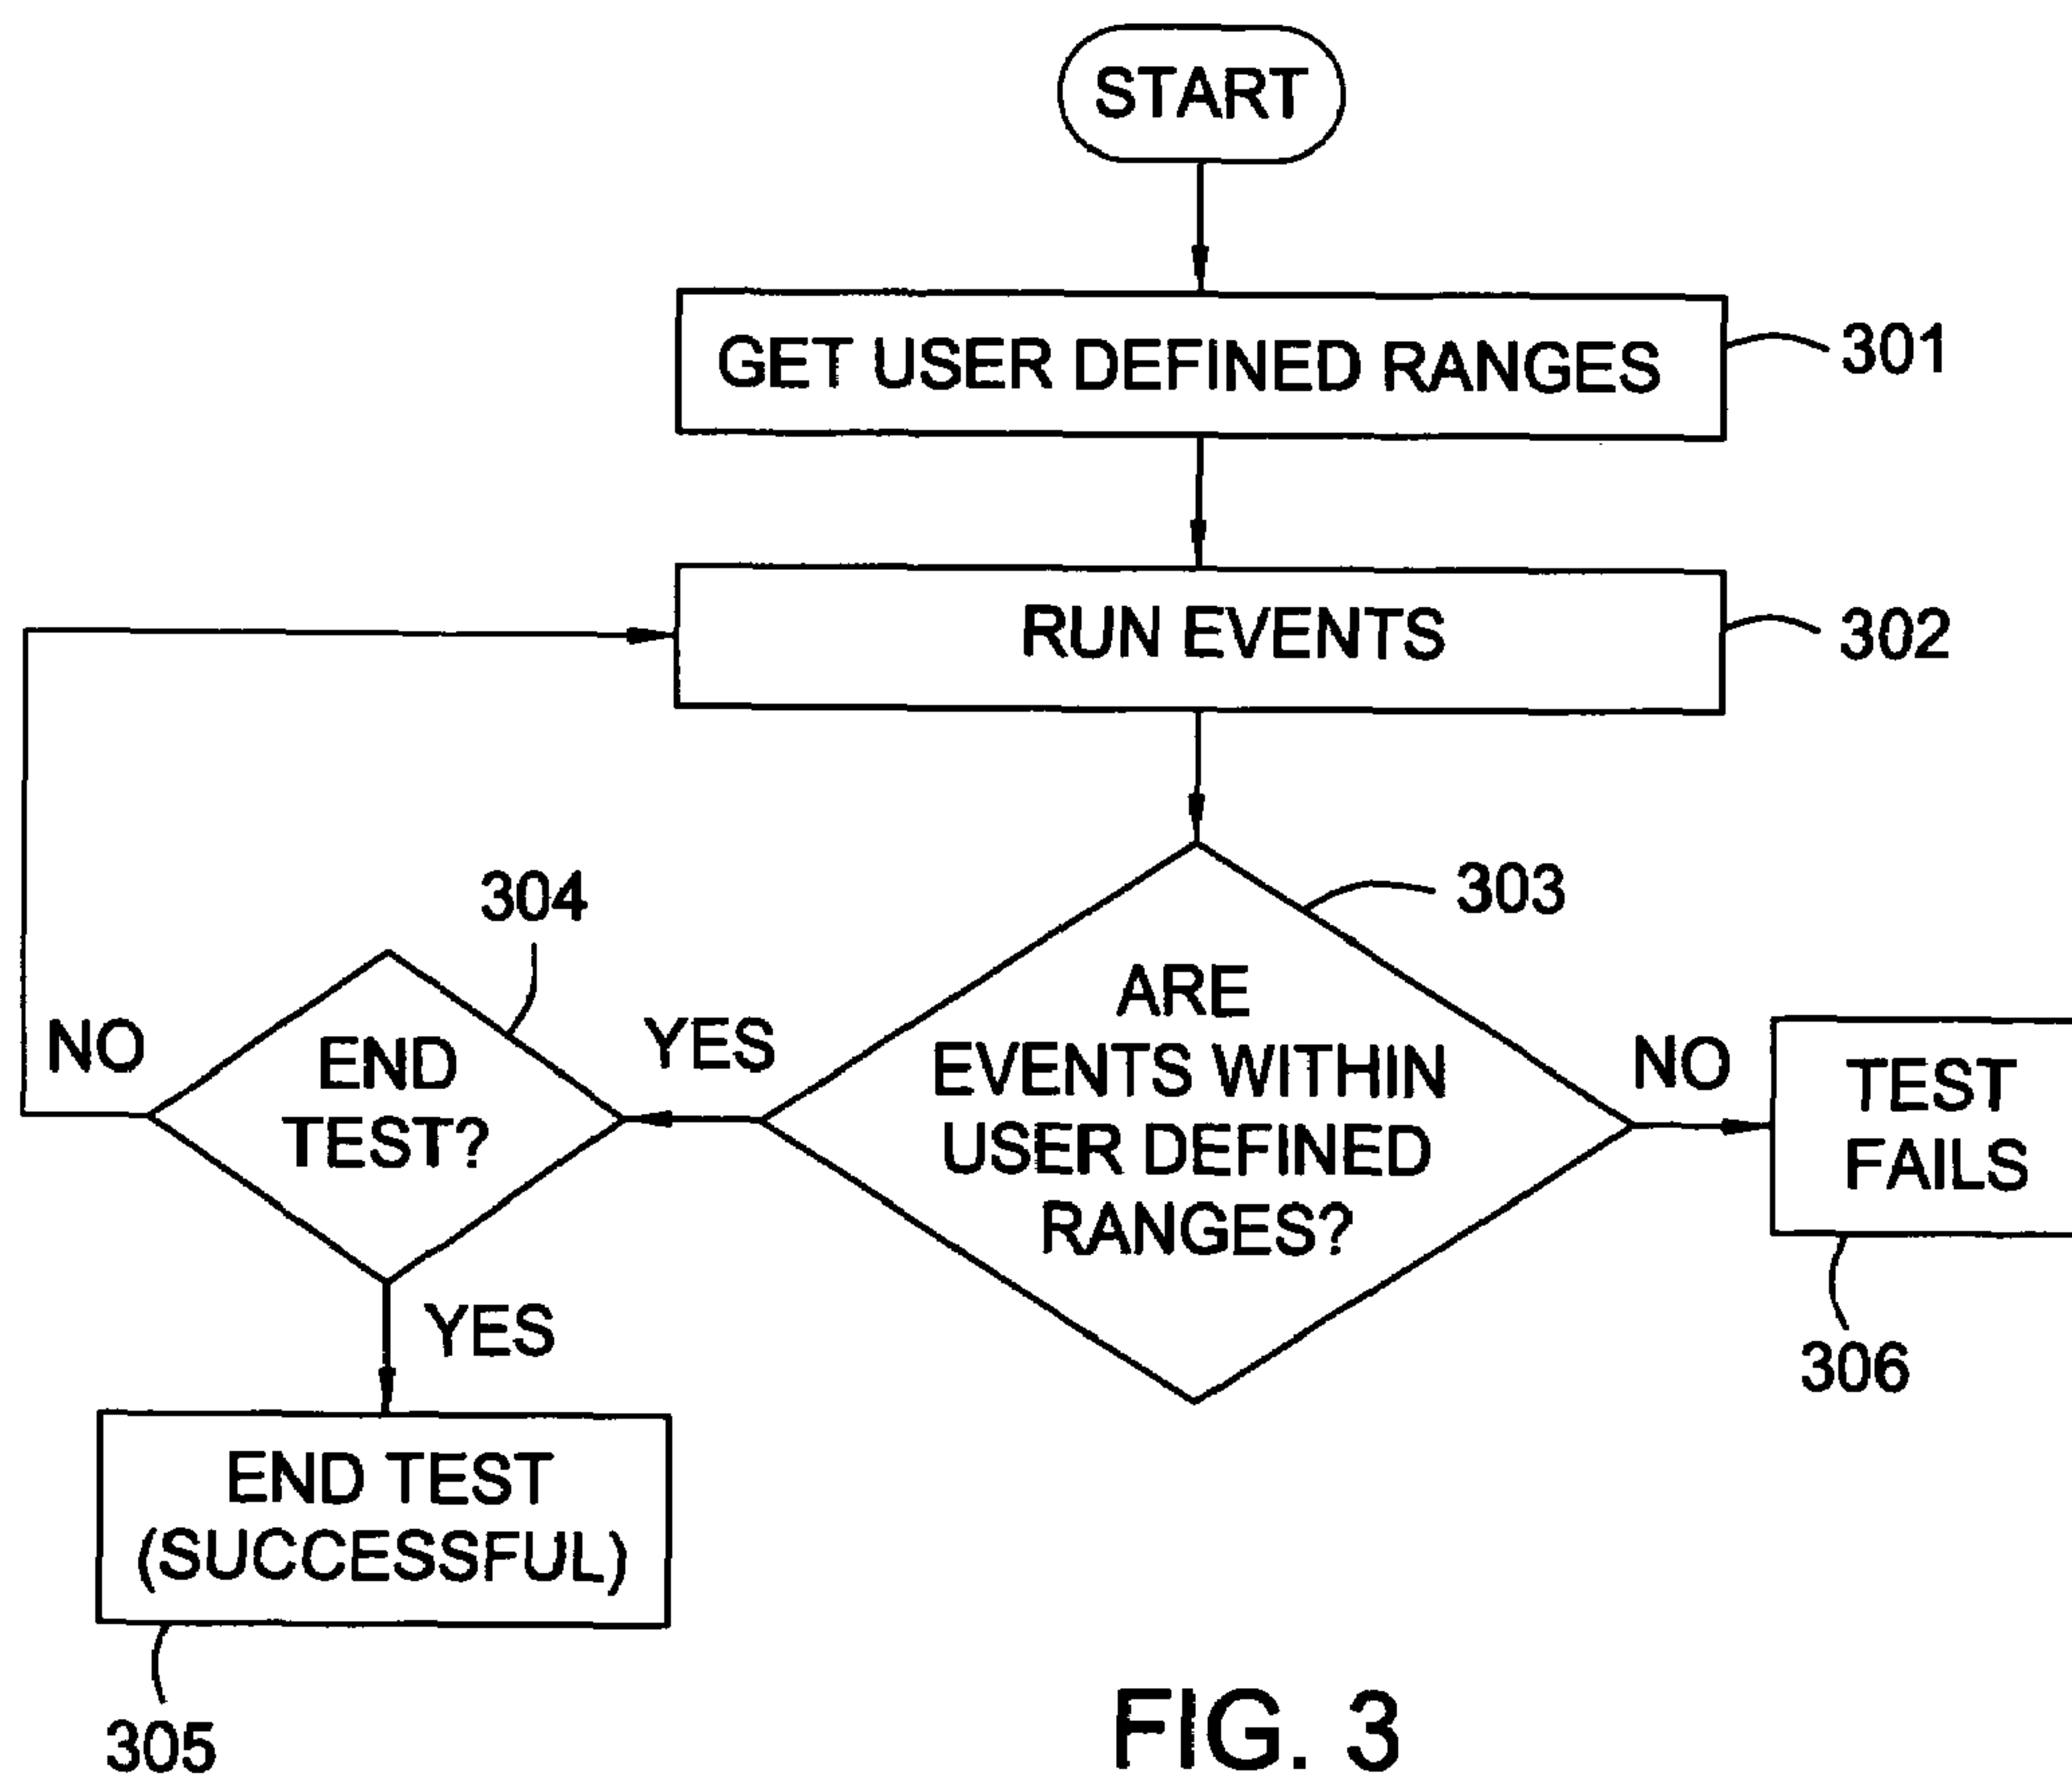 START
GET USER DEFINED RANGES
301
RUN EVENTS
302
304
303
ARE
EVENTS WITHIN
USER DEFINED
RANGES?
NO
END
TEST?
YES
NO
TEST
FAILS
306
YES
END TEST
(SUCCESSFUL)
305
FIG. 3